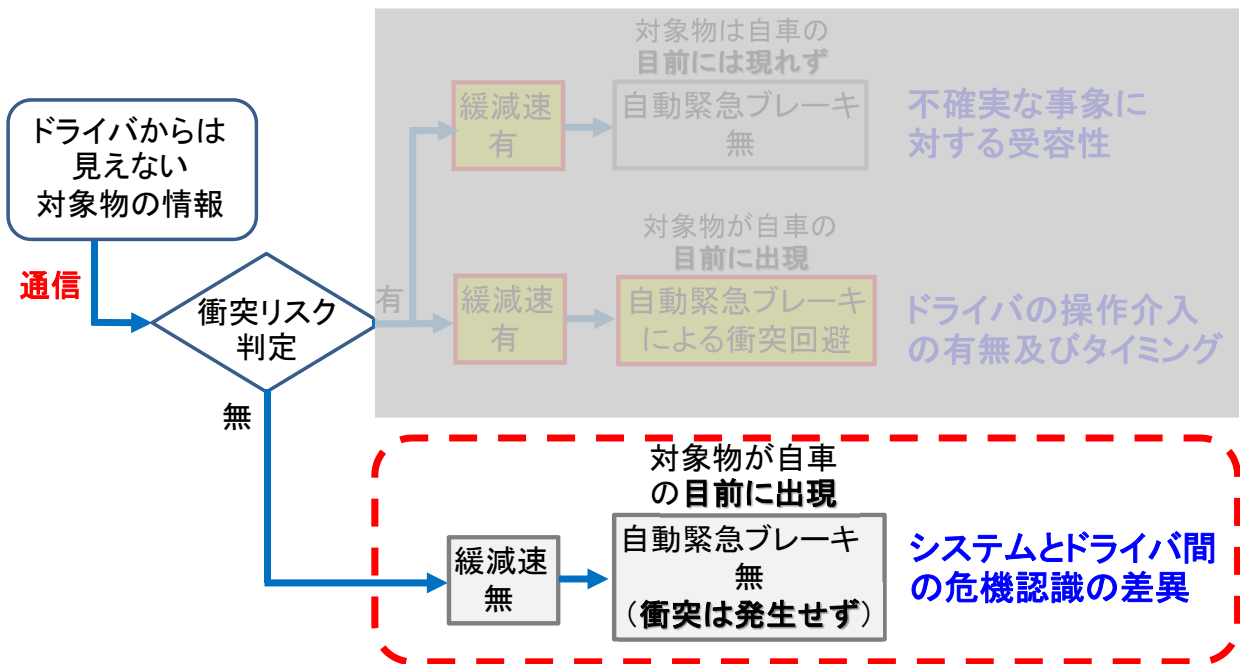 対象物は自車の
目前には現れず
緩減速
有
自動緊急ブレーキ
無
不確実な事象に
対する受容性
ドライバからは
見えない
対象物の情報
通信
衝突リスク
判定
有
対象物が自車の
目前に出現
緩減速
有
自動緊急ブレーキ
による衝突回避
ドライバの操作介入
の有無及びタイミング
無
対象物が自車
の目前に出現
緩減速
無
自動緊急ブレーキ
無
（衝突は発生せず）
システムとドライバ間
の危機認識の差異